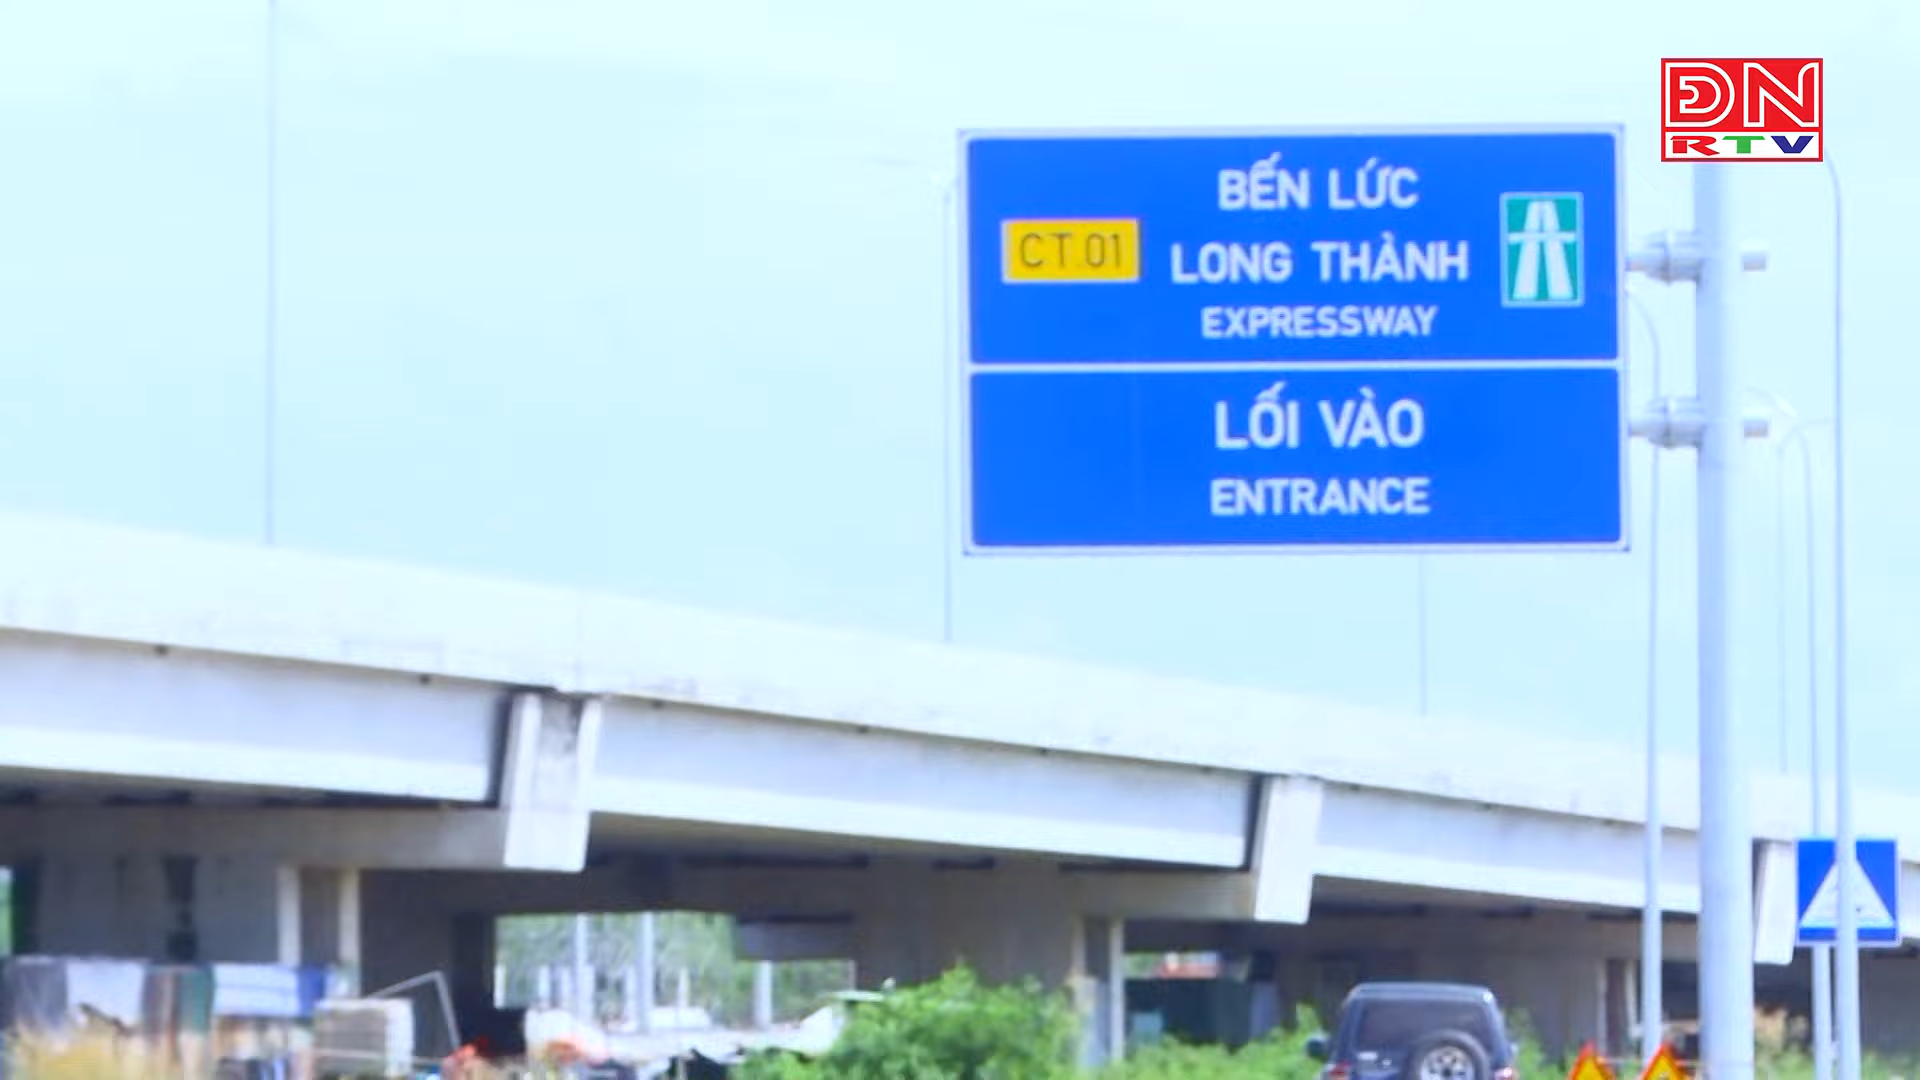 ĐN
RTV
BẾN LỨC
CT.01
LONG THÀNH
EXPRESSWAY
LỐI VÀO
ENTRANCE